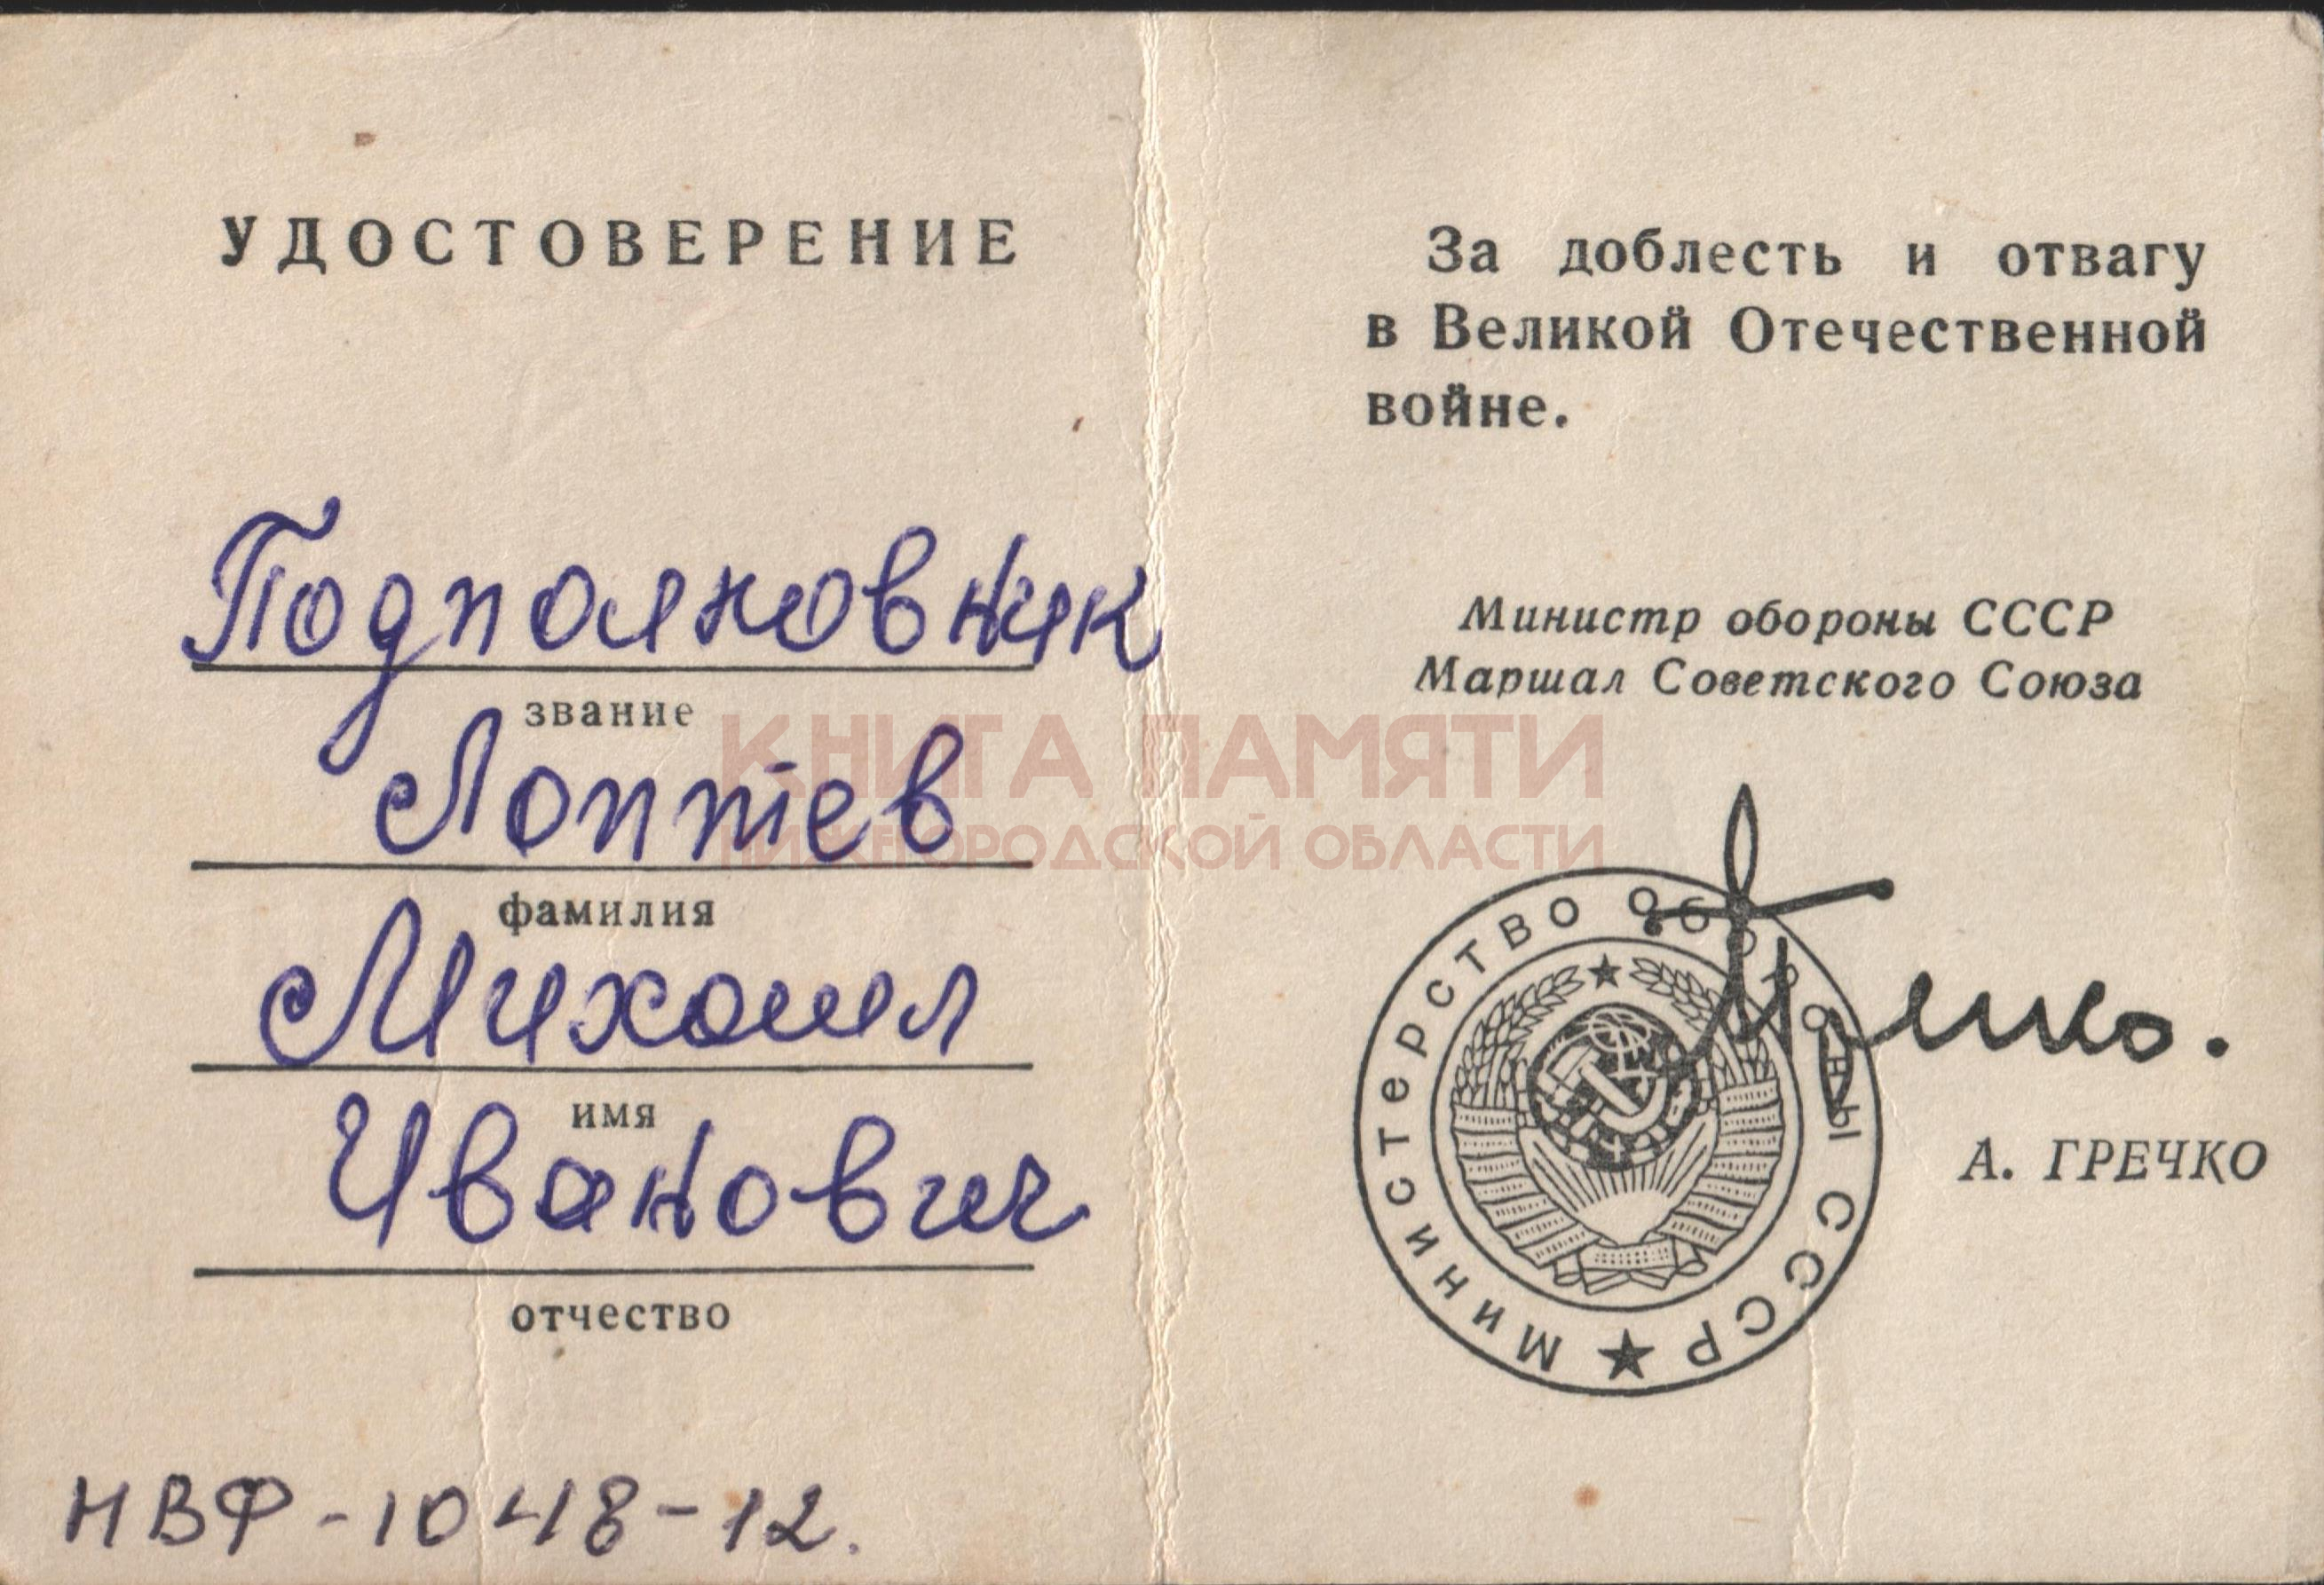 УДОСТОВЕРЕНИЕ
Подполковник
звание
Лоптев
фамилия
Михаил
имя
Иванович
отчество
НВФ-1048-12.
За доблесть и отвагу
в Великой Отечественной
войне.
Министр обороны СССР
Маршал Советского Союза
Министерство обороны СССР
А. ГРЕЧКО
КНИГА ПАМЯТИ
НИЖЕГОРОДСКОЙ ОБЛАСТИ